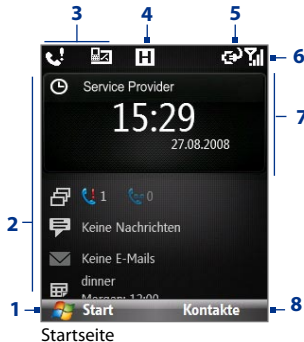 3 4 5
H
6
Service Provider
7
15:29
27.08.2008
1 0
2
Keine Nachrichten
Keine E-Mails
dinner
Morgen: 12:00
1 Start Kontakte 8
Startseite